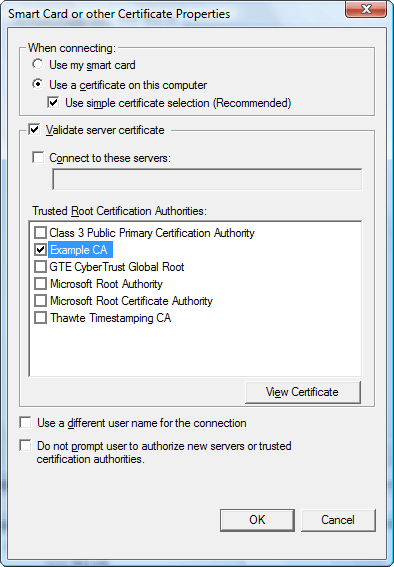 Smart Card or other Certificate Properties
When connecting:
Use my smart card
Use a certificate on this computer
Use simple certificate selection (Recommended)
Validate server certificate
Connect to these servers:
Trusted Root Certification Authorities:
Class 3 Public Primary Certification Authority
Example CA
GTE CyberTrust Global Root
Microsoft Root Authority
Microsoft Root Certificate Authority
Thawte Timestamping CA
View Certificate
Use a different user name for the connection
Do not prompt user to authorize new servers or trusted
certification authorities.
OK Cancel